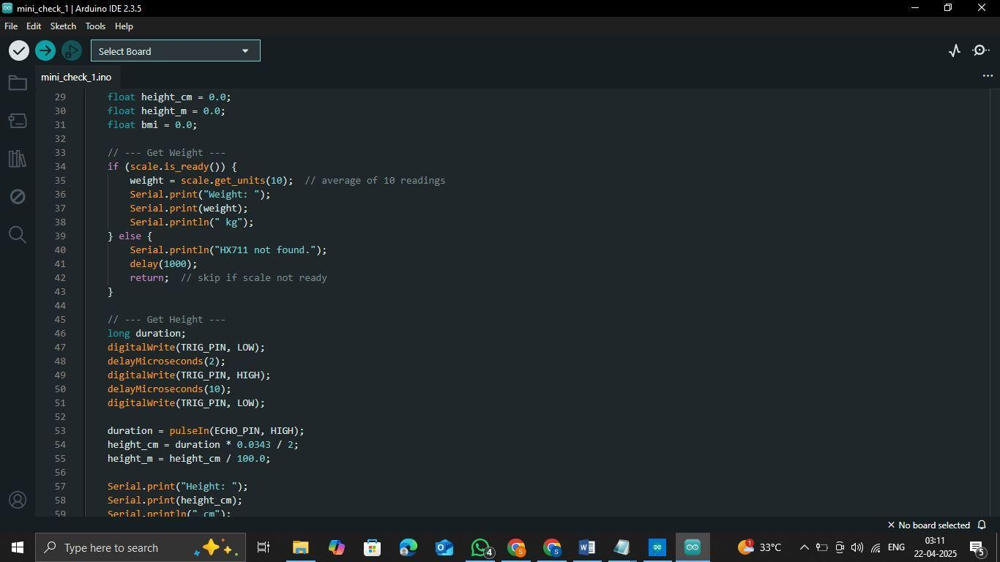 mini_check_1 | Arduino IDE 2.3.5
File Edit Sketch Tools Help
Select Board
mini_check_1.ino
29 float height_cm = 0.0;
30 float height_m = 0.0;
31 float bmi = 0.0;
32
33 // --- Get Weight ---
34 if (scale.is_ready()) {
35 weight = scale.get_units(10); // average of 10 readings
36 Serial.print("Weight: ");
37 Serial.print(weight);
38 Serial.println(" kg");
39 } else {
40 Serial.println("HX711 not found.");
41 delay(1000);
42 return; // skip if scale not ready
43 }
44
45 // --- Get Height ---
46 long duration;
47 digitalWrite(TRIG_PIN, LOW);
48 delayMicroseconds(2);
49 digitalWrite(TRIG_PIN, HIGH);
50 delayMicroseconds(10);
51 digitalWrite(TRIG_PIN, LOW);
52
53 duration = pulseIn(ECHO_PIN, HIGH);
54 height_cm = duration * 0.0343 / 2;
55 height_m = height_cm / 100.0;
56
57 Serial.print("Height: ");
58 Serial.print(height_cm);
59 Serial.println(" cm");
No board selected
Type here to search
4
S
S
1
33°C
ENG
03:11
22-04-2025
5